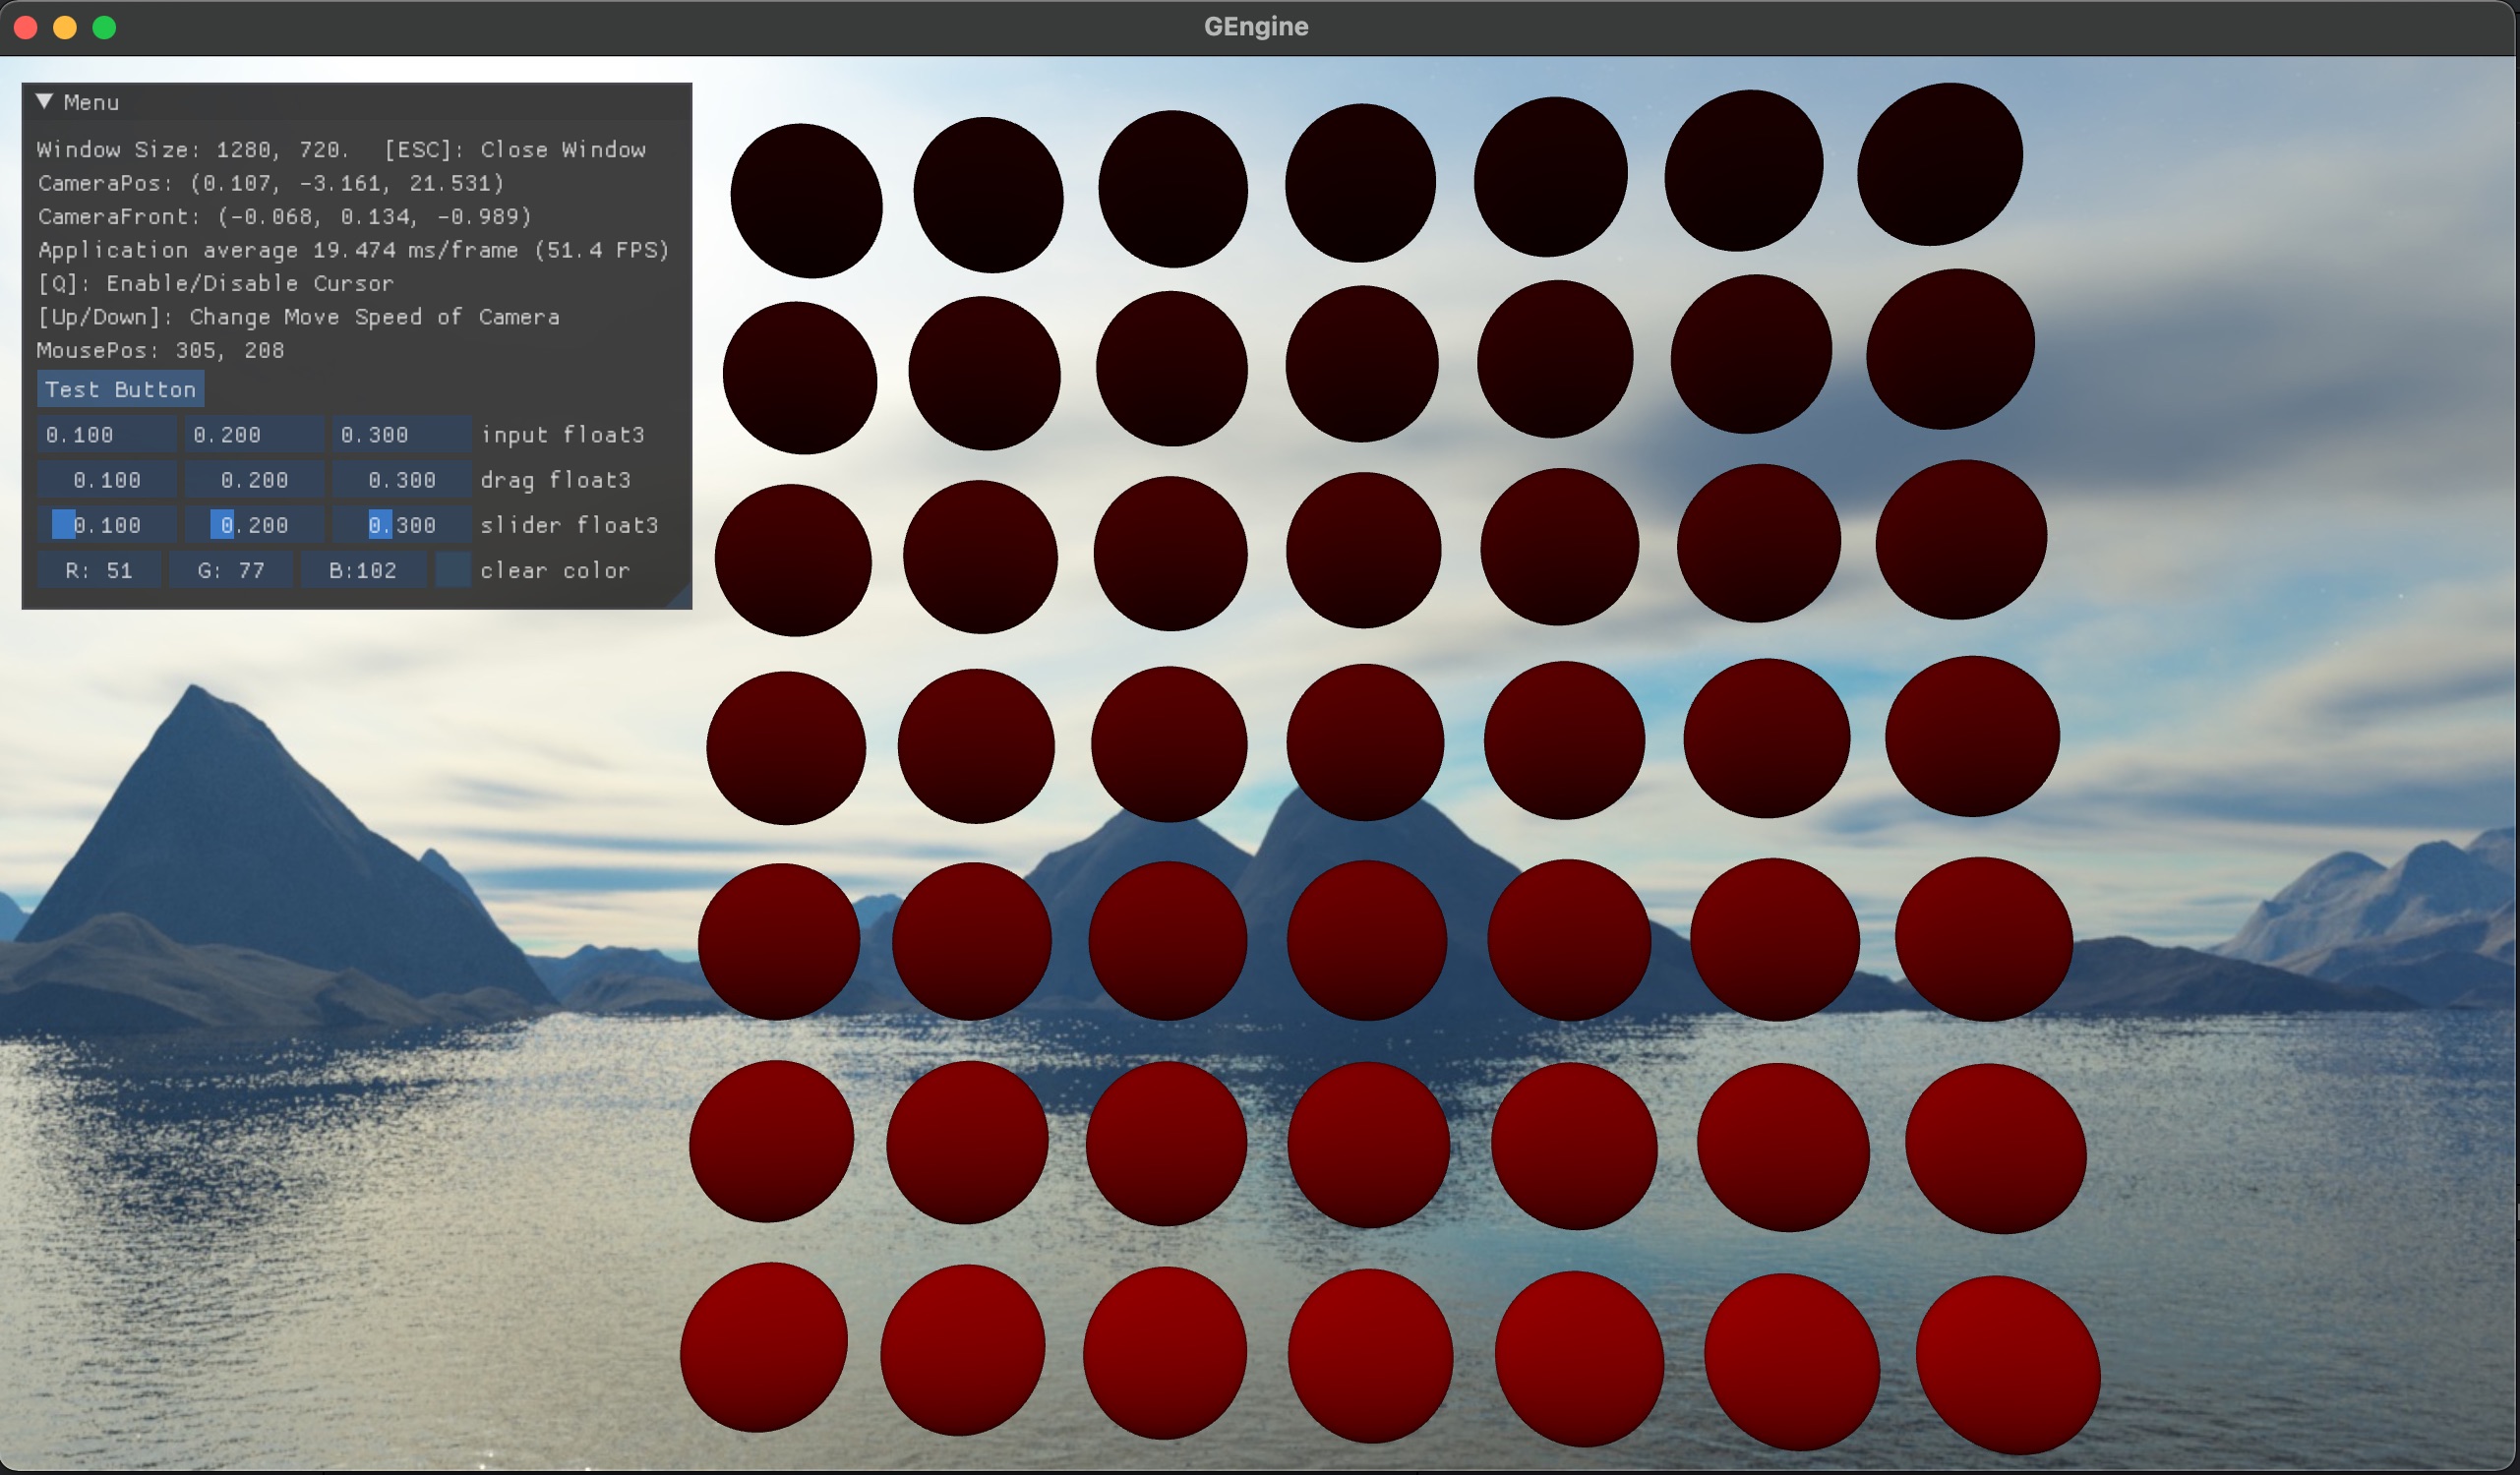 GEngine
Menu
Window Size: 1280, 720.  [ESC]: Close Window
CameraPos: (0.107, -3.161, 21.531)
CameraFront: (-0.068, 0.134, -0.989)
Application average 19.474 ms/frame (51.4 FPS)
[Q]: Enable/Disable Cursor
[Up/Down]: Change Move Speed of Camera
MousePos: 305, 208
Test Button
0.100 0.200 0.300 input float3
0.100 0.200 0.300 drag float3
0.100 0.200 0.300 slider float3
R: 51 G: 77 B:102 clear color